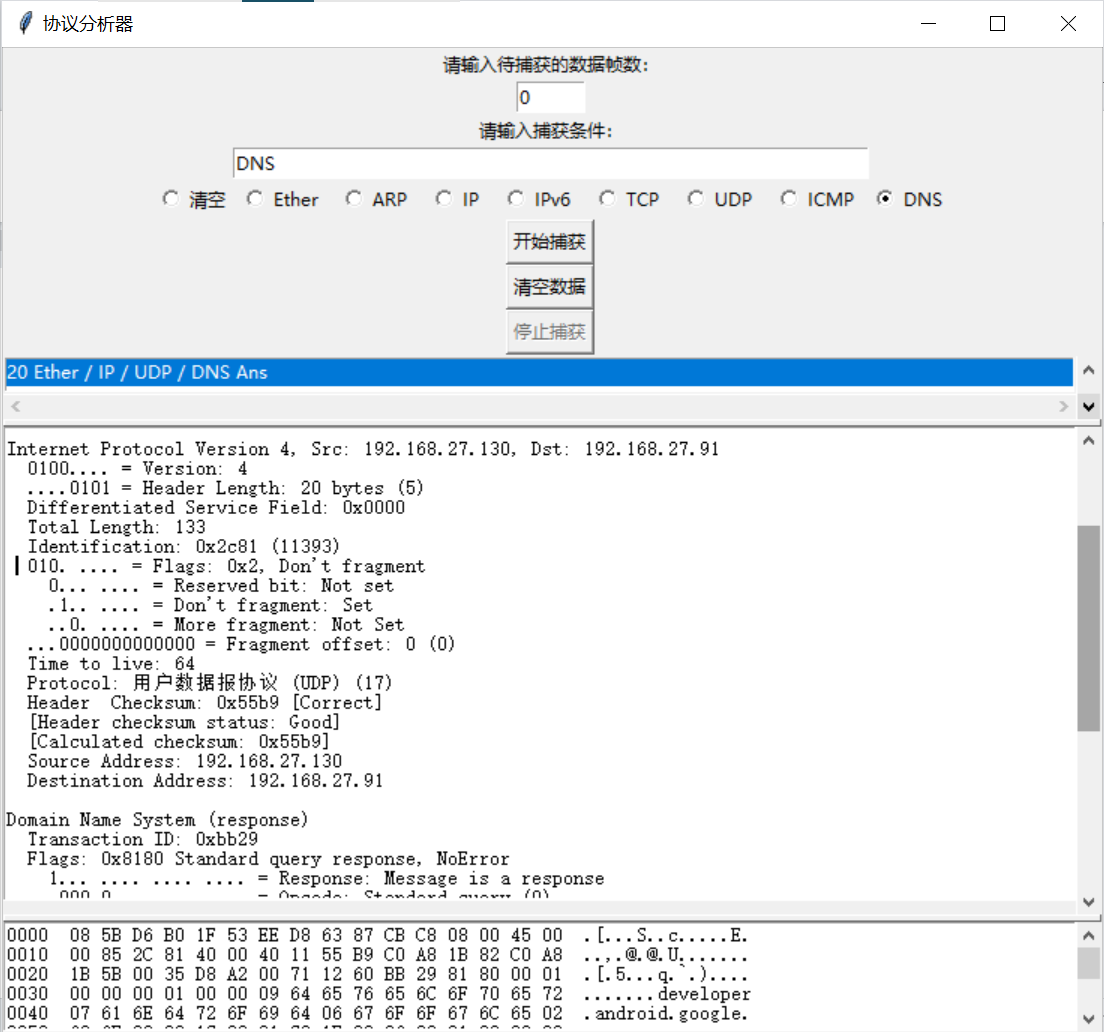 协议分析器
请输入待捕获的数据帧数:
0
请输入捕获条件:
DNS
清空 Ether ARP IP IPv6 TCP UDP ICMP DNS
开始捕获
清空数据
停止捕获
20 Ether / IP / UDP / DNS Ans
Internet Protocol Version 4, Src: 192.168.27.130, Dst: 192.168.27.91
0100.... = Version: 4
....0101 = Header Length: 20 bytes (5)
Differentiated Service Field: 0x0000
Total Length: 133
Identification: 0x2c81 (11393)
010. .... = Flags: 0x2, Don't fragment
0... .... = Reserved bit: Not set
.1.. .... = Don't fragment: Set
..0. .... = More fragment: Not Set
...0000000000000 = Fragment offset: 0 (0)
Time to live: 64
Protocol: 用户数据报协议 (UDP) (17)
Header  Checksum: 0x55b9 [Correct]
[Header checksum status: Good]
[Calculated checksum: 0x55b9]
Source Address: 192.168.27.130
Destination Address: 192.168.27.91
Domain Name System (response)
Transaction ID: 0xbb29
Flags: 0x8180 Standard query response, NoError
1... .... .... .... = Response: Message is a response
.000 0... .... .... = Opcode: Standard query (0)
0000  08 5B D6 B0 1F 53 EE D8 63 87 CB C8 08 00 45 00  .[...S..c.....E.
0010  00 85 2C 81 40 00 40 11 55 B9 C0 A8 1B 82 C0 A8  ..,.@.@.U.......
0020  1B 5B 00 35 D8 A2 00 71 12 60 BB 29 81 80 00 01  .[.5...q.`.)....
0030  00 00 00 01 00 00 09 64 65 76 65 6C 6F 70 65 72  .......developer
0040  07 61 6E 64 72 6F 69 64 06 67 6F 6F 67 6C 65 02  .android.google.